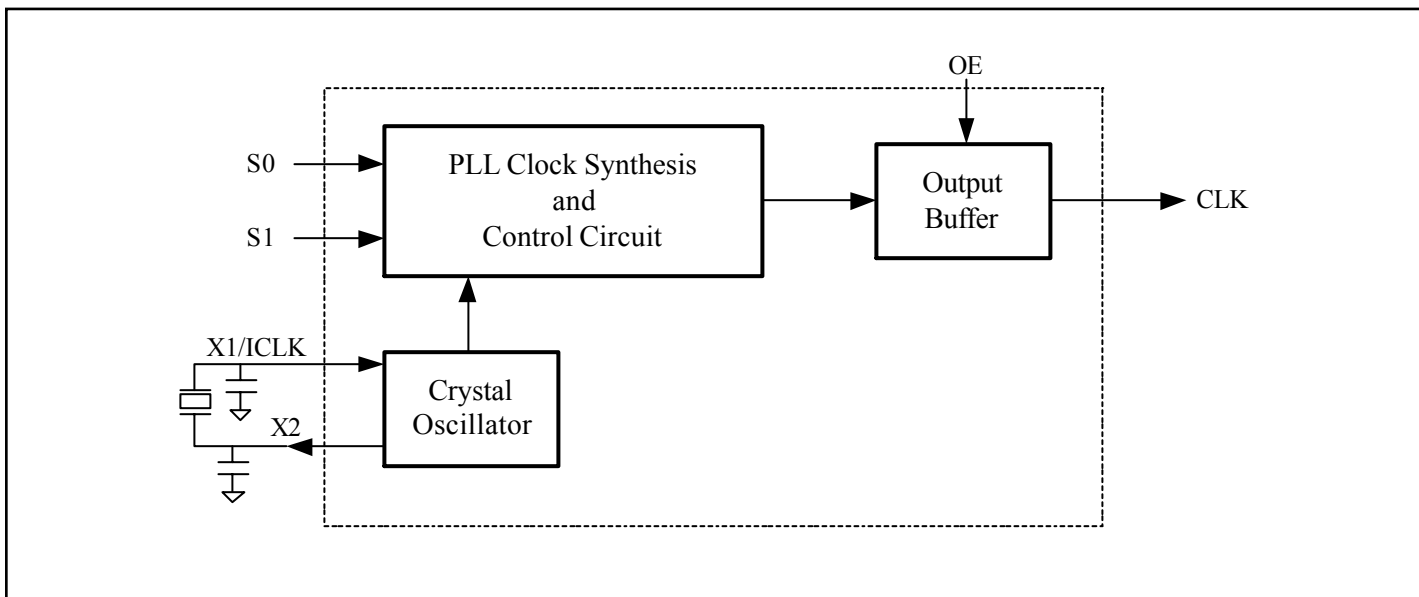 OE
S0
PLL Clock Synthesis
and
Control Circuit
Output
Buffer
CLK
S1
X1/ICLK
Crystal
Oscillator
X2